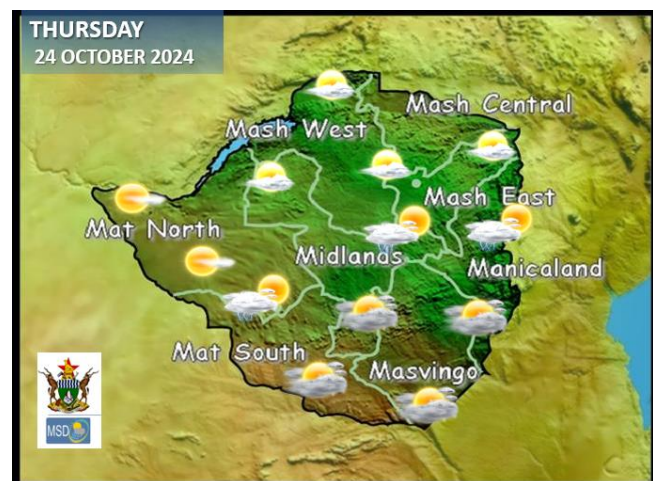 THURSDAY
24 OCTOBER 2024
Mash Central
Mash West
Mash East
Mat North
Midlands
Manicaland
Mat South
Masvingo
MSD